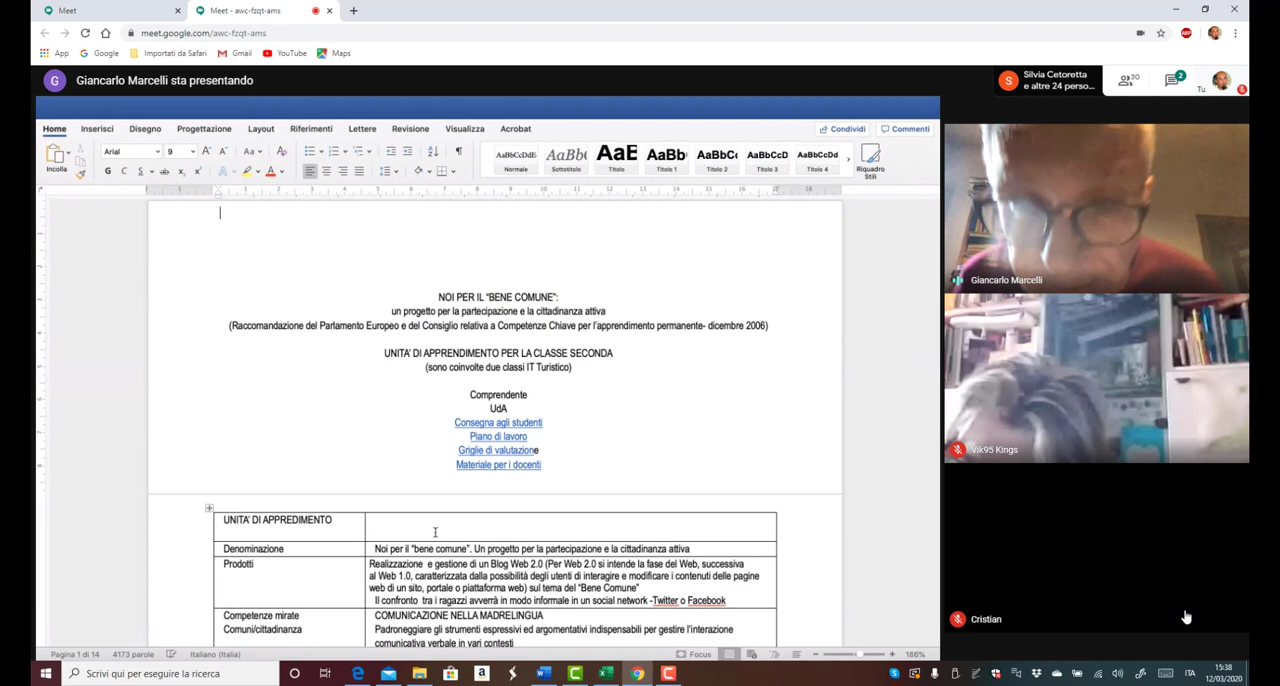 Meet
Meet - awc-fzqt-ams
meet.google.com/awc-fzqt-ams
App Google Importati da Safari Gmail YouTube Maps
G Giancarlo Marcelli sta presentando
S Silvia Cetoretta
e altre 24 perso...
30
2
Tu
Home Inserisci Disegno Progettazione Layout Riferimenti Lettere Revisione Visualizza Acrobat
Condividi Commenti
Incolla
Arial 9
AaBbCcDdE AaBbC AaB AaBb( AaBbCc AaBbCcD AaBbCcDd
Normale Sottotitolo Titolo Titolo 1 Titolo 2 Titolo 3 Titolo 4
Riquadro
Stili
NOI PER IL “BENE COMUNE”:
un progetto per la partecipazione e la cittadinanza attiva
(Raccomandazione del Parlamento Europeo e del Consiglio relativa a Competenze Chiave per l’apprendimento permanente- dicembre 2006)
UNITA’ DI APPRENDIMENTO PER LA CLASSE SECONDA
(sono coinvolte due classi IT Turistico)
Comprendente
UdA
Consegna agli studenti
Piano di lavoro
Griglie di valutazione
Materiale per i docenti
UNITA’ DI APPREDIMENTO
Denominazione Noi per il “bene comune”. Un progetto per la partecipazione e la cittadinanza attiva
Prodotti Realizzazione e gestione di un Blog Web 2.0 (Per Web 2.0 si intende la fase del Web, successiva
al Web 1.0, caratterizzata dalla possibilità degli utenti di interagire e modificare i contenuti delle pagine
web di un sito, portale o piattaforma web) sul tema del “Bene Comune”
Il confronto tra i ragazzi avverrà in modo informale in un social network -Twitter o Facebook
Competenze mirate COMUNICAZIONE NELLA MADRELINGUA
Comuni/cittadinanza Padroneggiare gli strumenti espressivi ed argomentativi indispensabili per gestire l’interazione
comunicativa verbale in vari contesti
Pagina 1 di 14 4173 parole Italiano (Italia) Focus 186%
Giancarlo Marcelli
Vik95 Kings
Cristian
Scrivi qui per eseguire la ricerca
ITA
15:38
12/03/2020